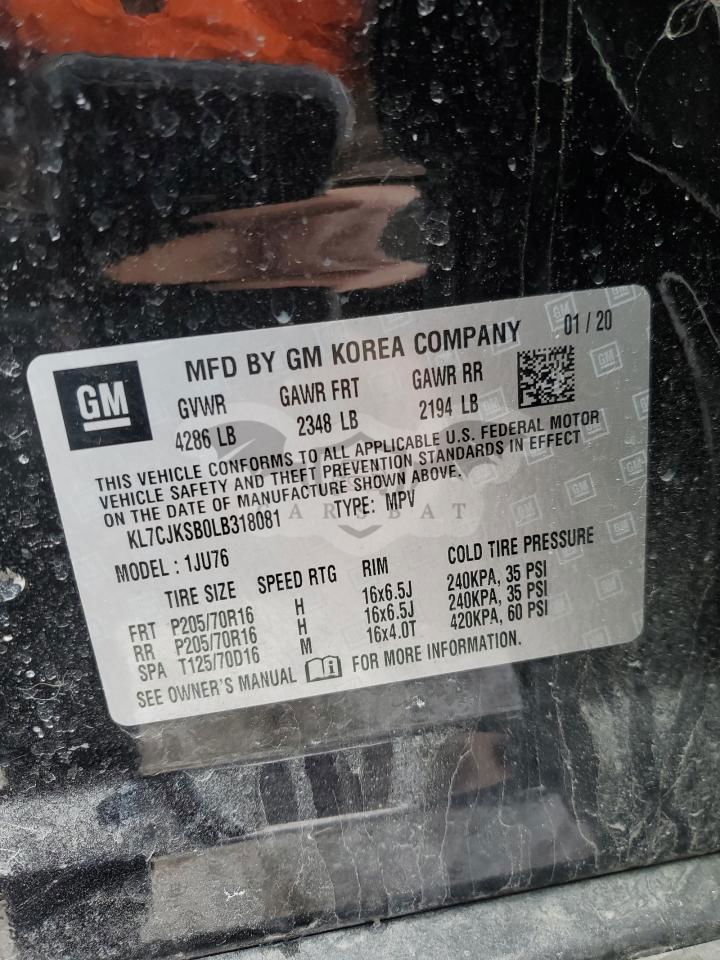 GM
MFD BY GM KOREA COMPANY 01 / 20
GVWR GAWR FRT GAWR RR
4286 LB 2348 LB 2194 LB
THIS VEHICLE CONFORMS TO ALL APPLICABLE U.S. FEDERAL MOTOR
VEHICLE SAFETY AND THEFT PREVENTION STANDARDS IN EFFECT
ON THE DATE OF MANUFACTURE SHOWN ABOVE.
KL7CJKSB0LB318081 TYPE: MPV
CARSBAT
MODEL : 1JU76
TIRE SIZE SPEED RTG RIM COLD TIRE PRESSURE
FRT P205/70R16 H 16x6.5J 240KPA, 35 PSI
RR P205/70R16 H 16x6.5J 240KPA, 35 PSI
SPA T125/70D16 M 16x4.0T 420KPA, 60 PSI
SEE OWNER'S MANUAL FOR MORE INFORMATION.